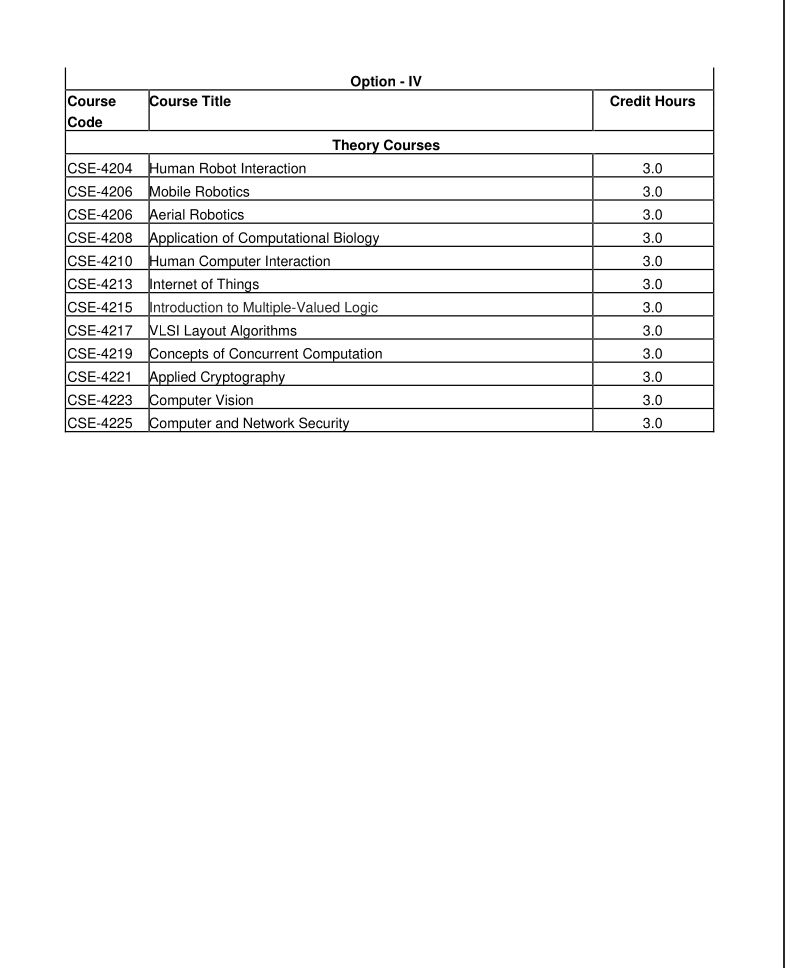 Option - IV
Course Code Course Title Credit Hours
Theory Courses
CSE-4204 Human Robot Interaction 3.0
CSE-4206 Mobile Robotics 3.0
CSE-4206 Aerial Robotics 3.0
CSE-4208 Application of Computational Biology 3.0
CSE-4210 Human Computer Interaction 3.0
CSE-4213 Internet of Things 3.0
CSE-4215 Introduction to Multiple-Valued Logic 3.0
CSE-4217 VLSI Layout Algorithms 3.0
CSE-4219 Concepts of Concurrent Computation 3.0
CSE-4221 Applied Cryptography 3.0
CSE-4223 Computer Vision 3.0
CSE-4225 Computer and Network Security 3.0